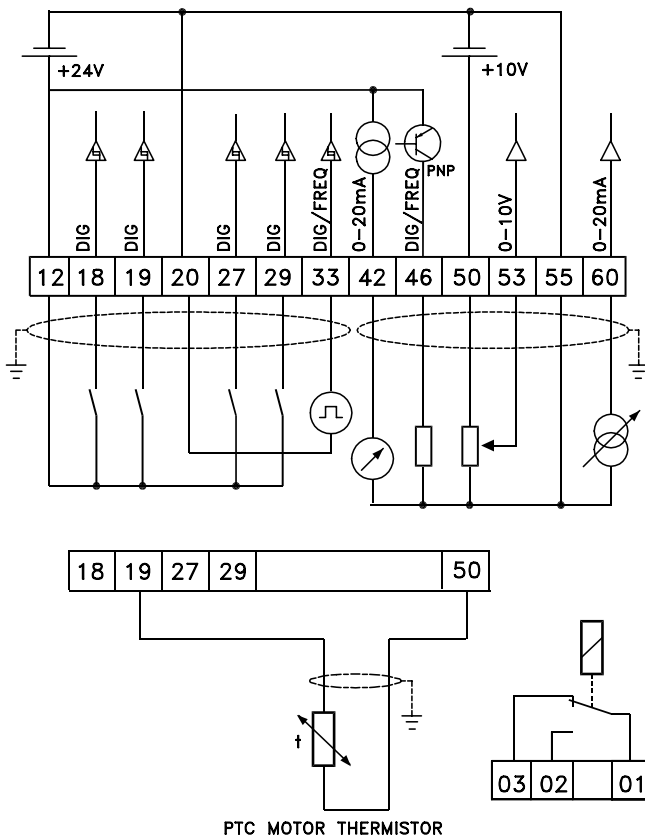 +24V
+10V
PNP
DIG
DIG
DIG
DIG
DIG/FREQ
0-20mA
DIG/FREQ
0-10V
0-20mA
12 18 19 20 27 29 33 42 46 50 53 55 60
18 19 27 29 50
t
03 02 01
PTC MOTOR THERMISTOR